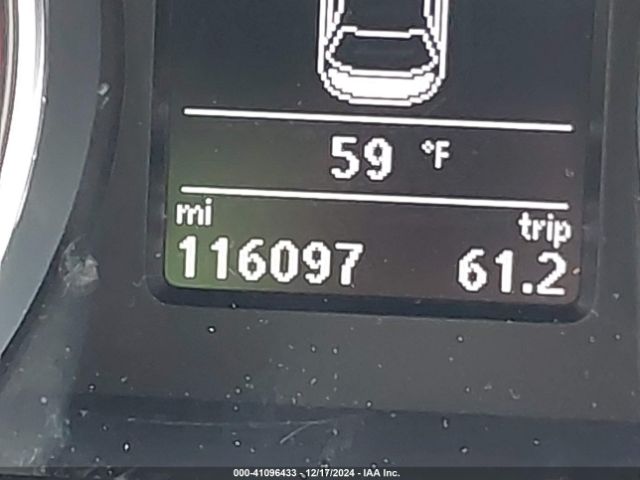 59 °F
mi trip
116097 61.2
000-41096433 - 12/17/2024 - IAA Inc.